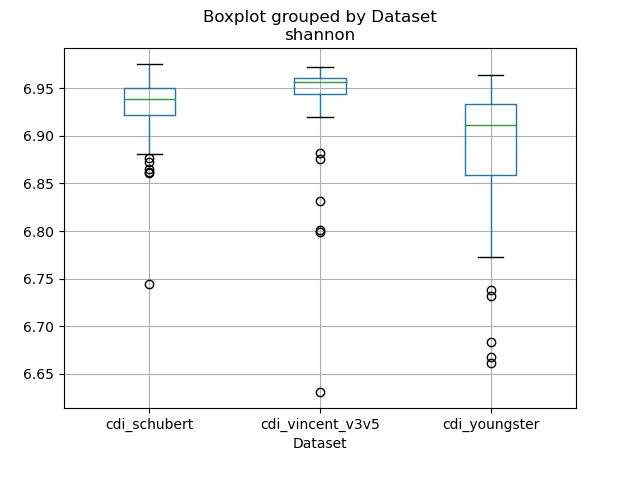 Boxplot grouped by Dataset
shannon
6.95
6.90
6.85
6.80
6.75
6.70
6.65
cdi_schubert
cdi_vincent_v3v5
cdi_youngster
Dataset